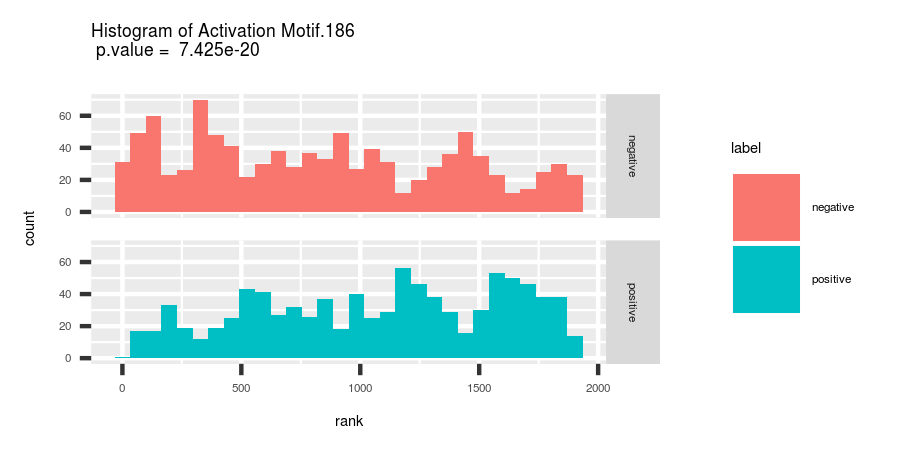 Histogram of Activation Motif.186
p.value = 7.425e-20
count
60
40
20
0
negative
60
40
20
0
positive
0 500 1000 1500 2000
rank
label
negative
positive